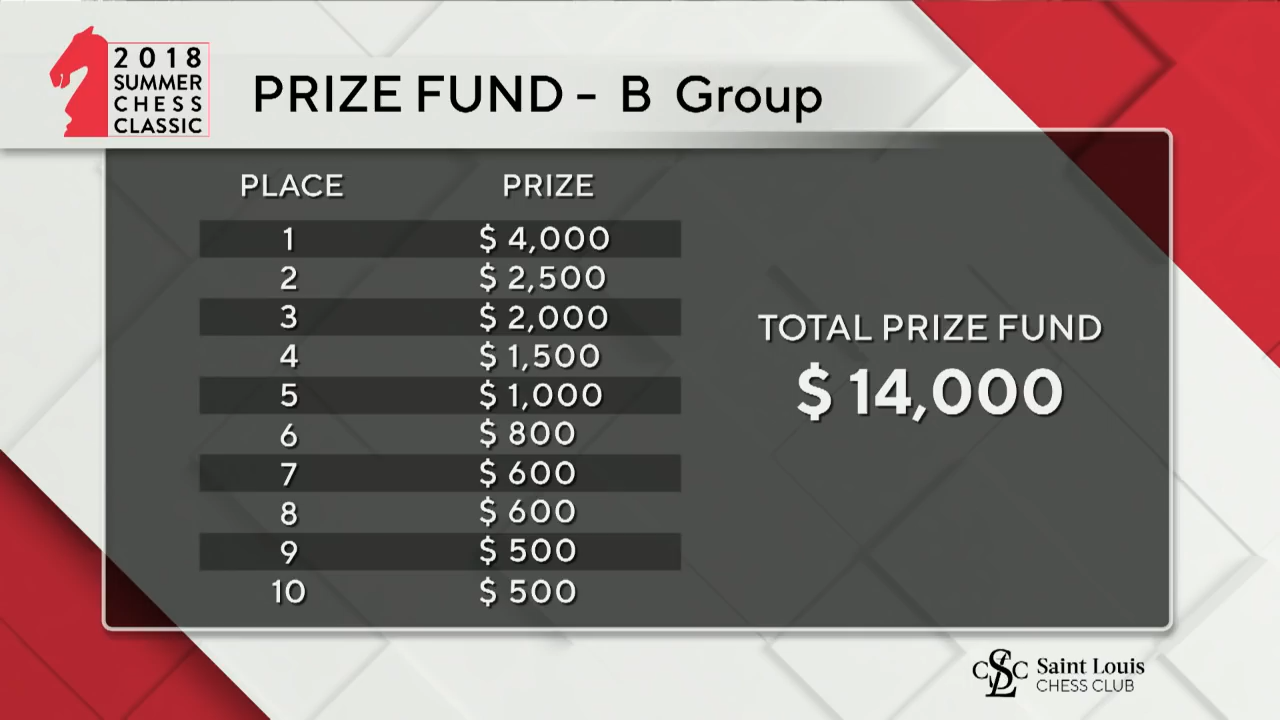 2018
SUMMER
CHESS
CLASSIC
PRIZE FUND - B Group
PLACE PRIZE
1 $ 4,000
2 $ 2,500
3 $ 2,000
4 $ 1,500
5 $ 1,000
6 $ 800
7 $ 600
8 $ 600
9 $ 500
10 $ 500
TOTAL PRIZE FUND
$ 14,000
CSLCC
Saint Louis
CHESS CLUB